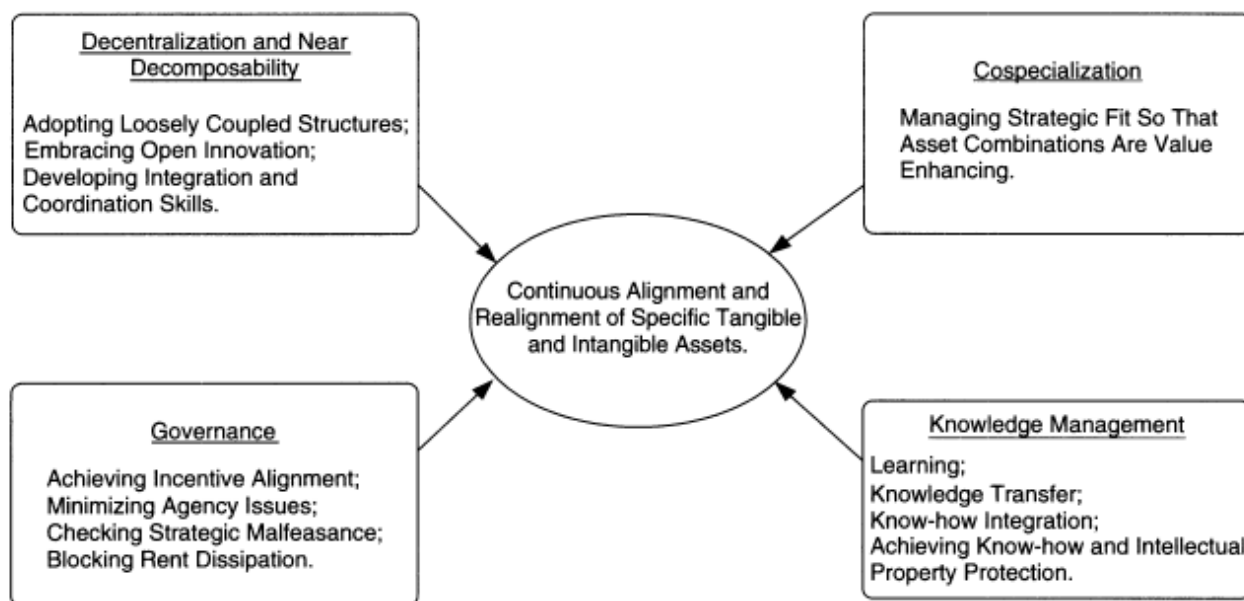 Decentralization and Near
Decomposability
Adopting Loosely Coupled Structures;
Embracing Open Innovation;
Developing Integration and
Coordination Skills.
Cospecialization
Managing Strategic Fit So That
Asset Combinations Are Value
Enhancing.
Continuous Alignment and
Realignment of Specific Tangible
and Intangible Assets.
Governance
Achieving Incentive Alignment;
Minimizing Agency Issues;
Checking Strategic Malfeasance;
Blocking Rent Dissipation.
Knowledge Management
Learning;
Knowledge Transfer;
Know-how Integration;
Achieving Know-how and Intellectual
Property Protection.